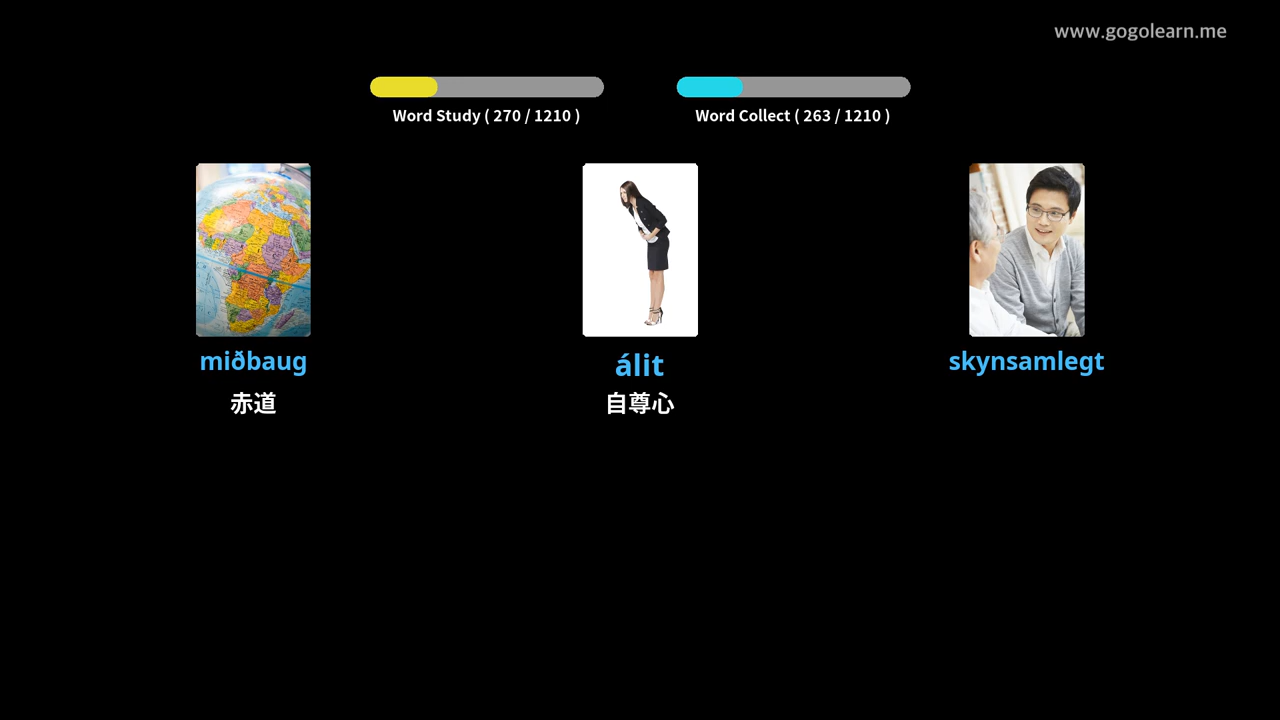 www.gogolearn.me
Word Study ( 270 / 1210 )
Word Collect ( 263 / 1210 )
miðbaug
álit
skynsamlegt
赤道
自尊心